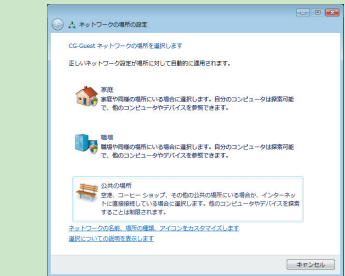 ネットワークの場所の設定
CG-Guest ネットワークの場所を選択します
正しいネットワーク設定が場所に対して自動的に適用されます。
家庭
家庭や同様の場所にいる場合に選択します。自分のコンピュータは探索可能
で、他のコンピュータやデバイスを参照できます。
職場
職場や同様の場所にいる場合に選択します。自分のコンピュータは探索可能
で、他のコンピュータやデバイスを参照できます。
公共の場所
空港、コーヒー ショップ、その他の公共の場所にいる場合か、インターネッ
トに直接接続している場合に選択します。他のコンピュータやデバイスを探索
することは制限されます。
ネットワークの名前、場所の種類、アイコンをカスタマイズします
選択についての説明を表示します
キャンセル